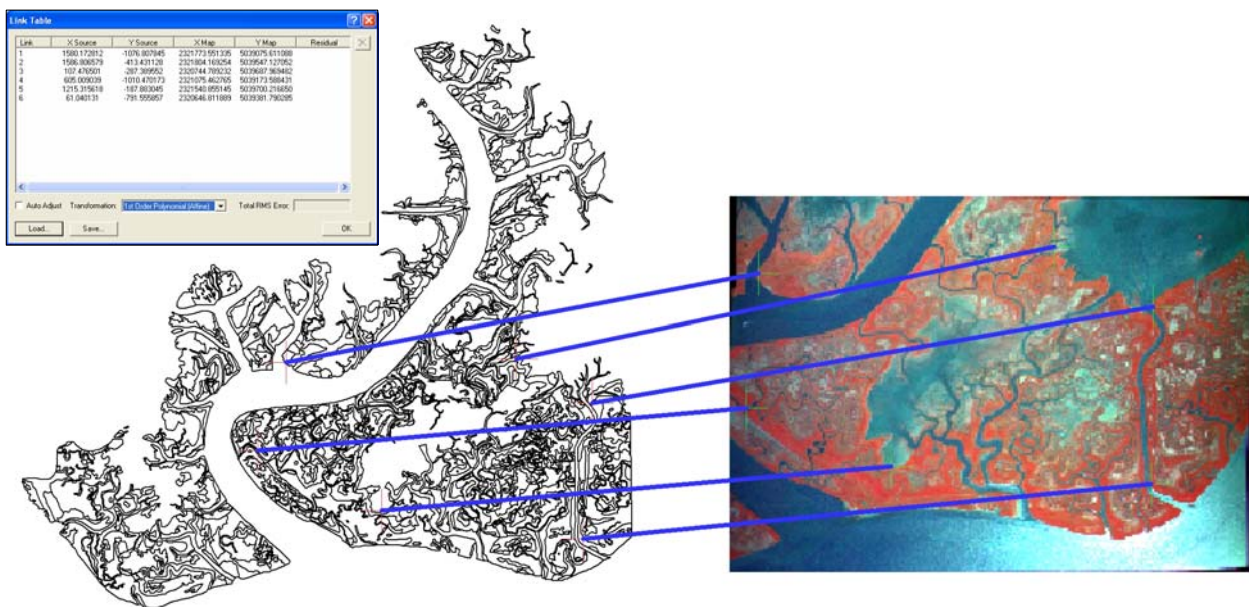 Link Table
Link X Source Y Source X Map Y Map Residual
1 1580.172812 -1076.807845 2321773.551335 5039075.611088
2 1586.806579 -413.431128 2321804.169254 5039547.127052
3 107.476501 -287.389552 2320744.789232 5039687.969482
4 605.009039 -1010.470173 2321075.462765 5039173.588431
5 1215.315618 -187.883045 2321540.855145 5039700.216650
6 61.040131 -791.555857 2320646.811889 5039381.790285
Auto Adjust Transformation: 1st Order Polynomial (Affine) Total RMS Error:
Load... Save... OK